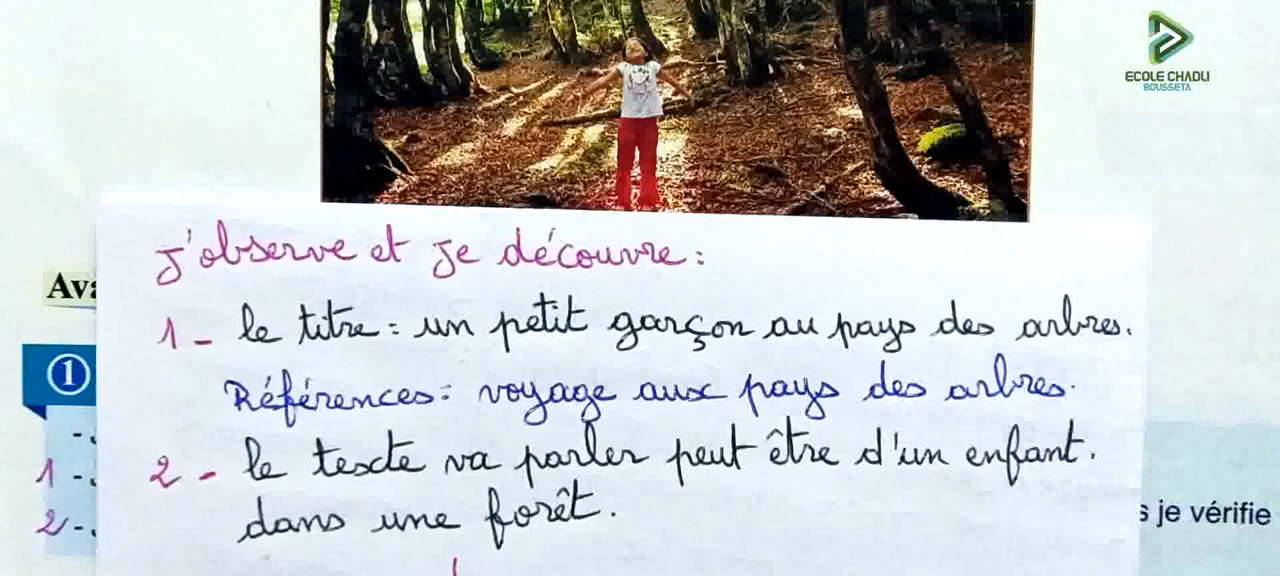 ECOLE CHADLI
BOUSSETA
J'observe et je découvre :
Ava
1 - le titre : un petit garçon au pays des arbres.
1
Références : voyage aux pays des arbres.
2 - le texte va parler peut être d'un enfant.
1 -
dans une forêt.
2 -
s je vérifie